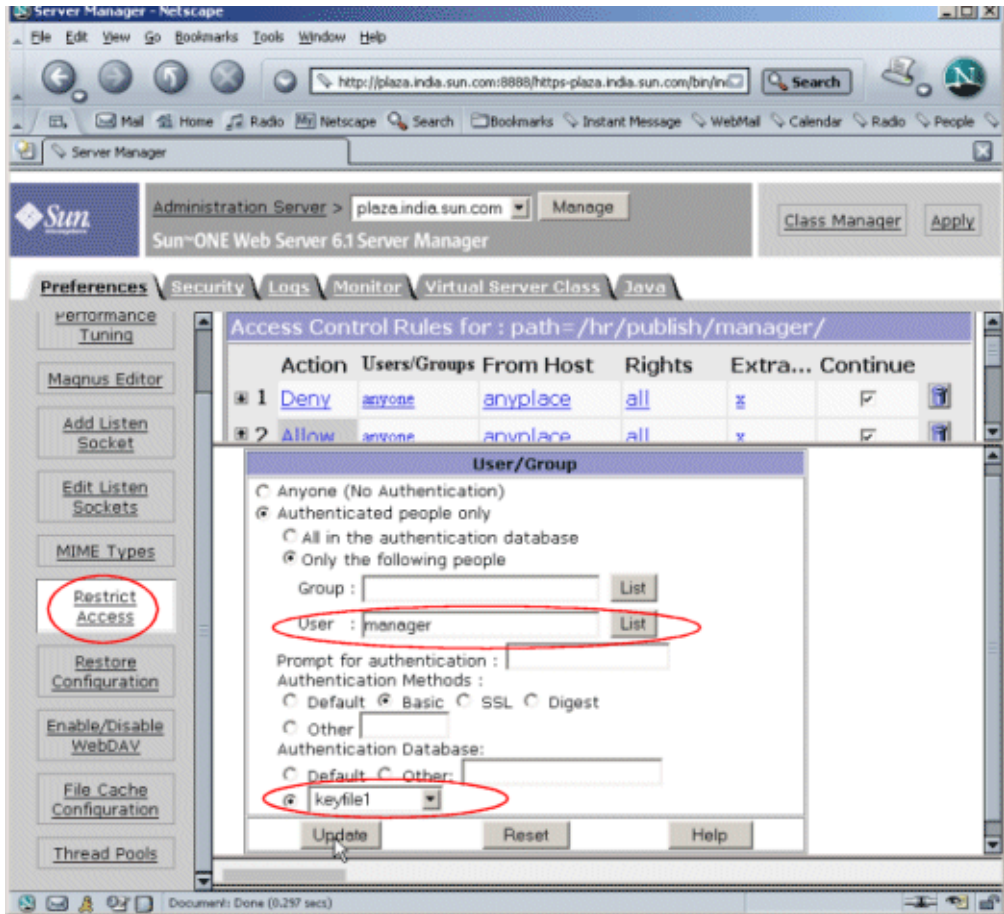 Server Manager - Netscape
File Edit View Go Bookmarks Tools Window Help
http://plaza.india.sun.com:8888/https-plaza.india.sun.com/bin/in
Search
Mail Home Radio My Netscape Search Bookmarks Instant Message WebMail Calendar Radio People
Server Manager
Sun
microsystems
Administration Server > plaza.india.sun.com Manage
Sun™ONE Web Server 6.1 Server Manager
Class Manager Apply
Preferences Security Logs Monitor Virtual Server Class Java
Performance
Tuning
Magnus Editor
Add Listen
Socket
Edit Listen
Sockets
MIME Types
Restrict
Access
Restore
Configuration
Enable/Disable
WebDAV
File Cache
Configuration
Thread Pools
Access Control Rules for : path=/hr/publish/manager/
Action Users/Groups From Host Rights Extra... Continue
1 Deny anyone anyplace all x
2 Allow anyone anyplace all x
User/Group
Anyone (No Authentication)
Authenticated people only
All in the authentication database
Only the following people
Group : List
User : manager List
Prompt for authentication :
Authentication Methods :
Default Basic SSL Digest
Other
Authentication Database:
Default Other:
keyfile1
Update Reset Help
Document: Done (0.297 secs)